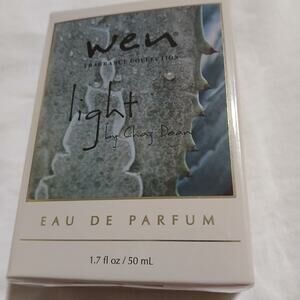 wen
FRAGRANCE COLLECTION
light
by Chaz Dean
EAU DE PARFUM
1.7 fl oz / 50 mL